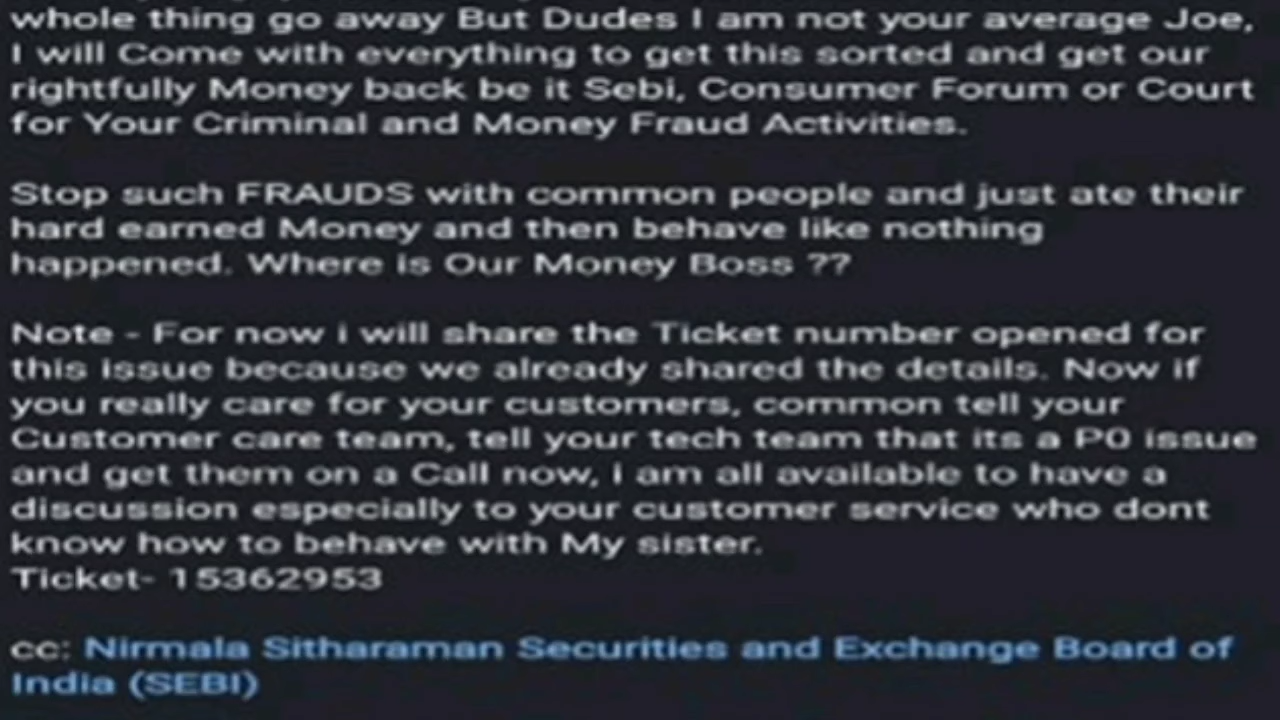 whole thing go away But Dudes I am not your average Joe,
I will Come with everything to get this sorted and get our
rightfully Money back be it Sebi, Consumer Forum or Court
for Your Criminal and Money Fraud Activities.
Stop such FRAUDS with common people and just ate their
hard earned Money and then behave like nothing
happened. Where is Our Money Boss ??
Note - For now i will share the Ticket number opened for
this issue because we already shared the details. Now if
you really care for your customers, common tell your
Customer care team, tell your tech team that its a P0 issue
and get them on a Call now, i am all available to have a
discussion especially to your customer service who dont
know how to behave with My sister.
Ticket- 15362953
cc: Nirmala Sitharaman Securities and Exchange Board of
India (SEBI)